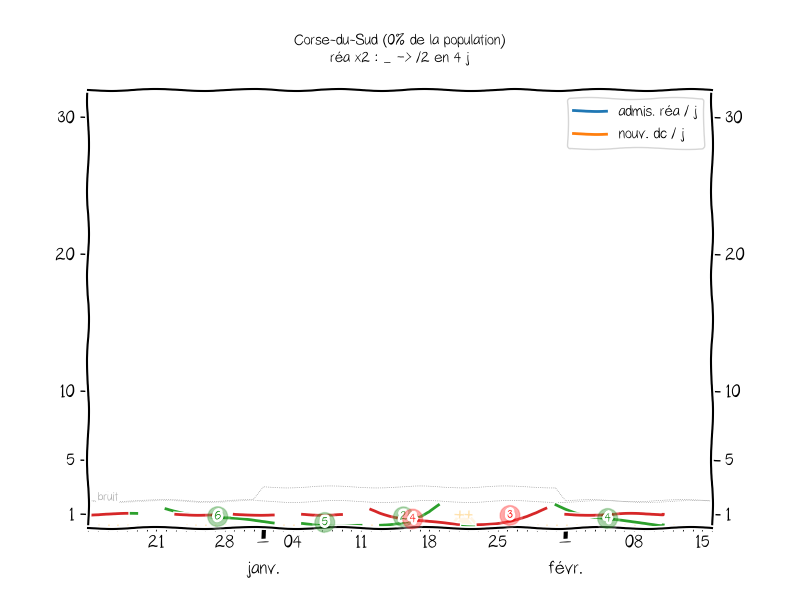 Corse-du-Sud (0% de la population)
réa x2 : _ -> /2 en 4 j
30 30
admis. réa / j
nouv. dc / j
20 20
10 10
5 5
bruit
1 6 5 2 4 ++ 3 4 1
21 28 1 04 11 18 25 1 08 15
janv. févr.